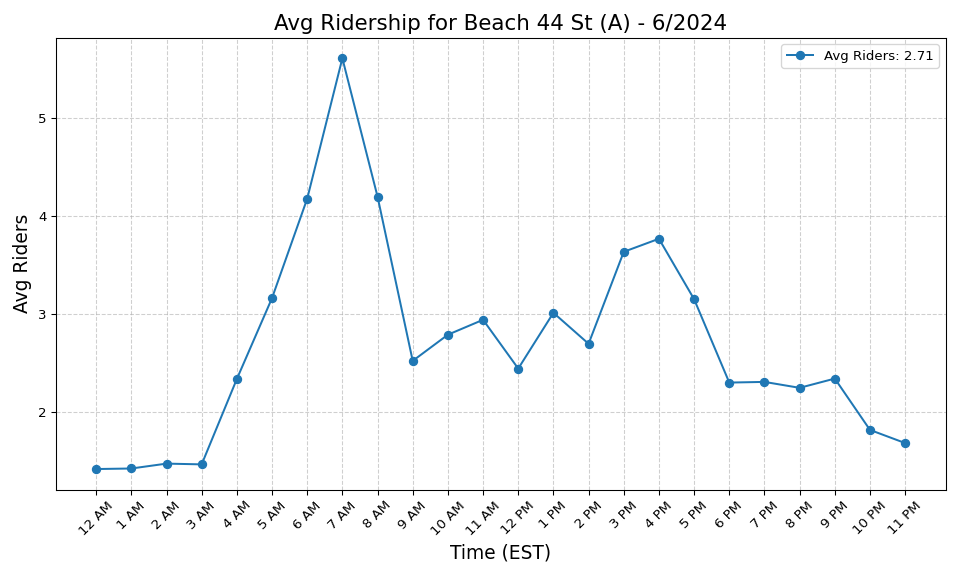 Avg Ridership for Beach 44 St (A) - 6/2024
Avg Riders: 2.71
Avg Riders
5
4
3
2
12 AM
1 AM
2 AM
3 AM
4 AM
5 AM
6 AM
7 AM
8 AM
9 AM
10 AM
11 AM
12 PM
1 PM
2 PM
3 PM
4 PM
5 PM
6 PM
7 PM
8 PM
9 PM
10 PM
11 PM
Time (EST)